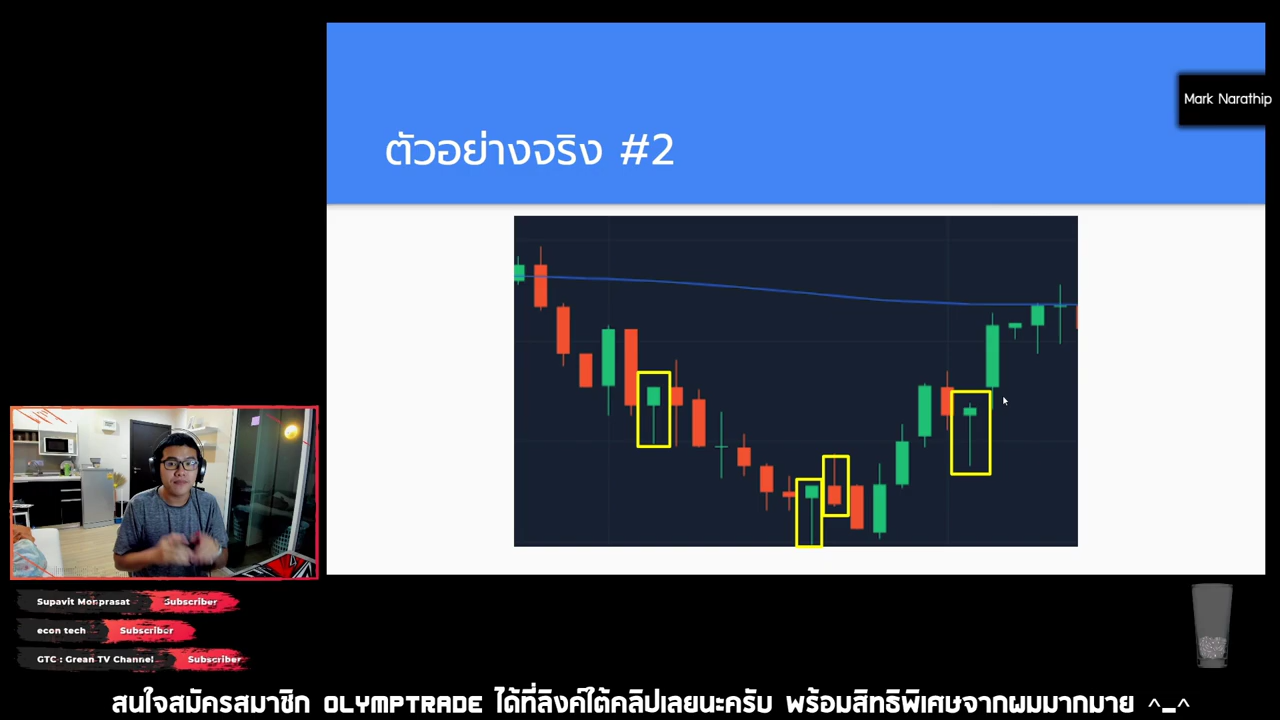 ตัวอย่างจริง #2
Mark Narathip
Supavit Monprasat Subscriber
econ tech Subscriber
GTC : Grean TV Channel Subscriber
สนใจสมัครสมาชิก OLYMPTRADE ได้ที่ลิงค์ใต้คลิปเลยนะครับ พร้อมสิทธิพิเศษจากผมมากมาย ^_^